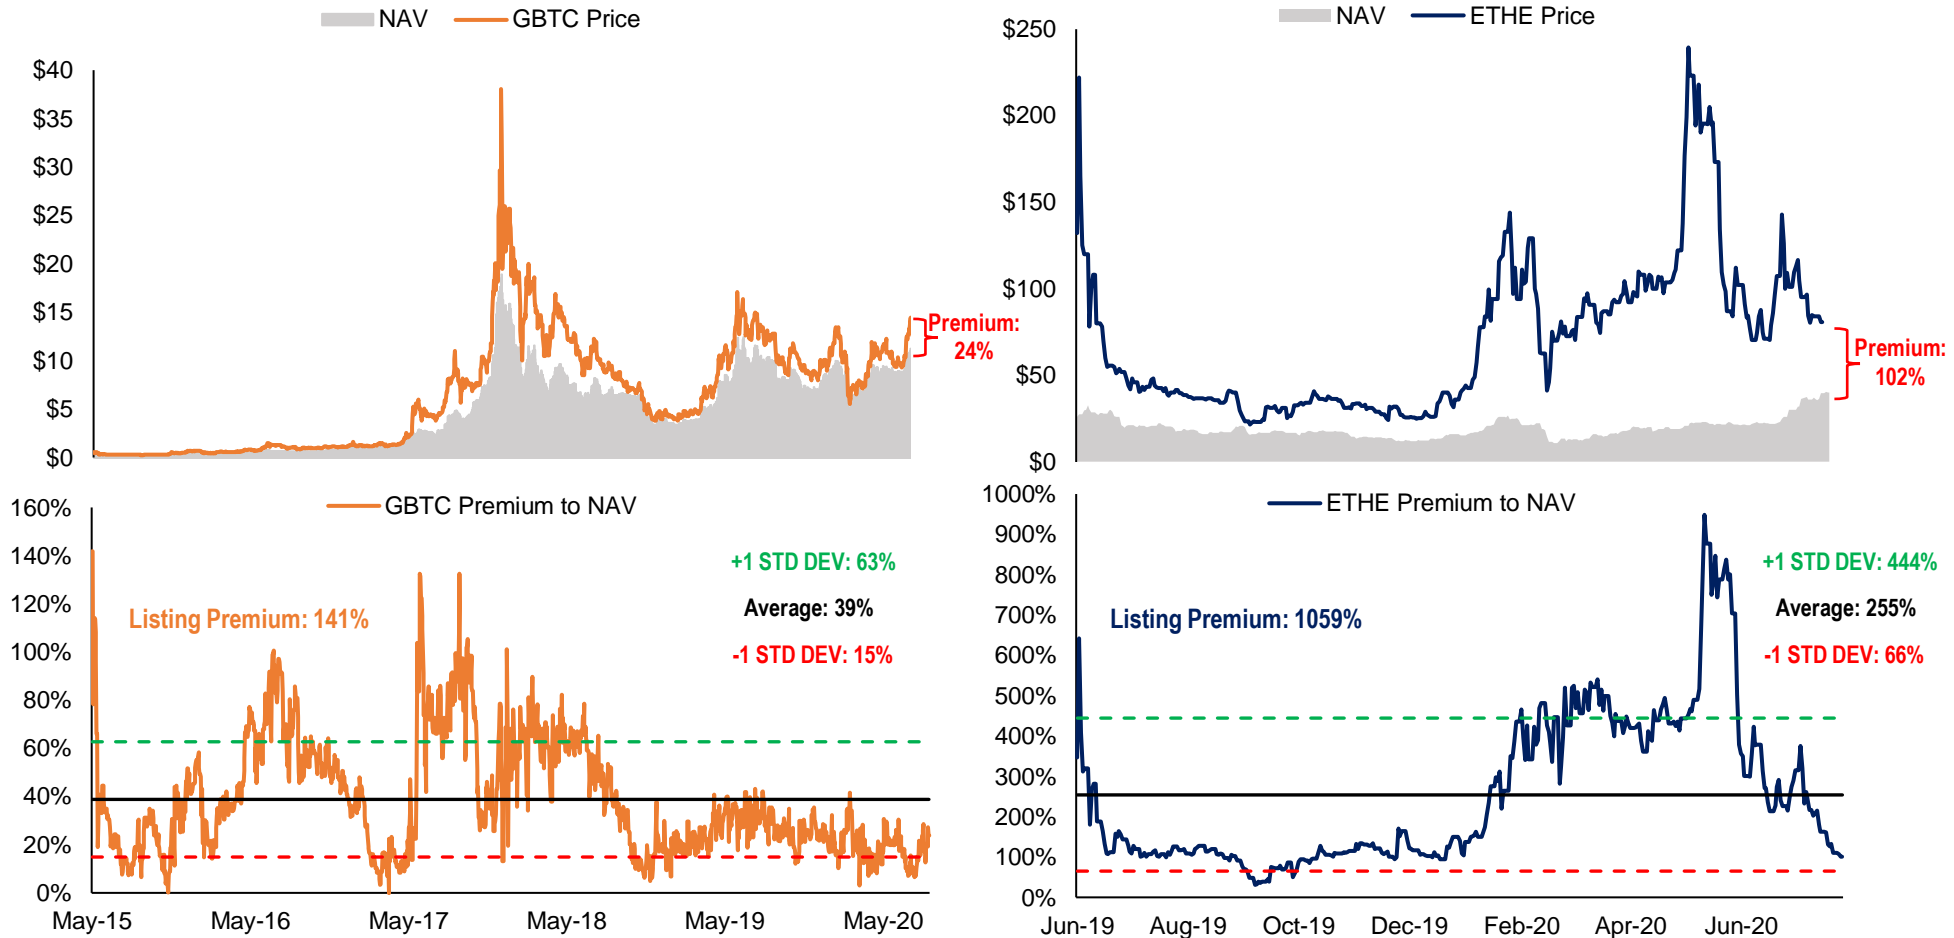 NAV
GBTC Price
$40
$35
$30
$25
$20
$15
$10
$5
$0
Premium:
24%
NAV
ETHE Price
$250
$200
$150
$100
$50
$0
Premium:
102%
GBTC Premium to NAV
160%
140%
120%
100%
80%
60%
40%
20%
0%
+1 STD DEV: 63%
Average: 39%
-1 STD DEV: 15%
Listing Premium: 141%
May-15
May-16
May-17
May-18
May-19
May-20
ETHE Premium to NAV
1000%
900%
800%
700%
600%
500%
400%
300%
200%
100%
0%
+1 STD DEV: 444%
Average: 255%
-1 STD DEV: 66%
Listing Premium: 1059%
Jun-19
Aug-19
Oct-19
Dec-19
Feb-20
Apr-20
Jun-20